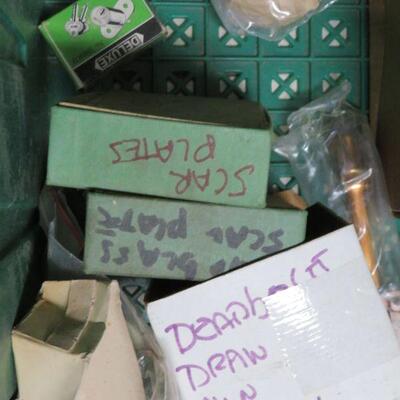 DELUXE
SCAR
PLATES
SCAR PLATE
DEADBOLT
DRAW